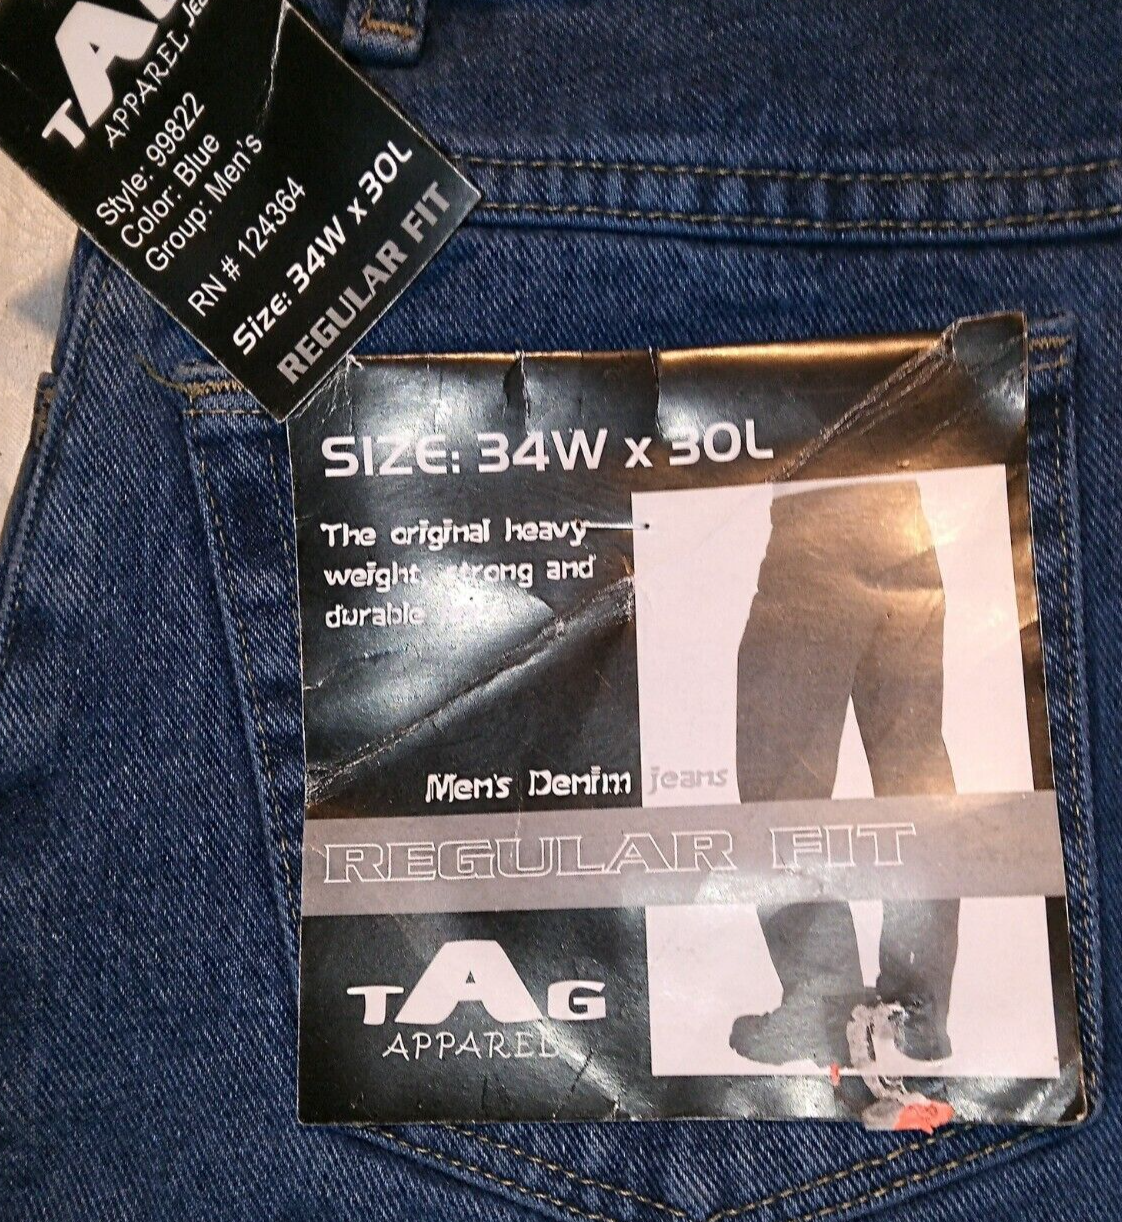 TAG
APPAREL
Style: 99822
Color: Blue
Group: Men's
RN # 124364
Size: 34W x 30L
REGULAR FIT
SIZE: 34W x 30L
The original heavy
weight strong and
durable
Men's Denim jeans
REGULAR FIT
TAG
APPAREL